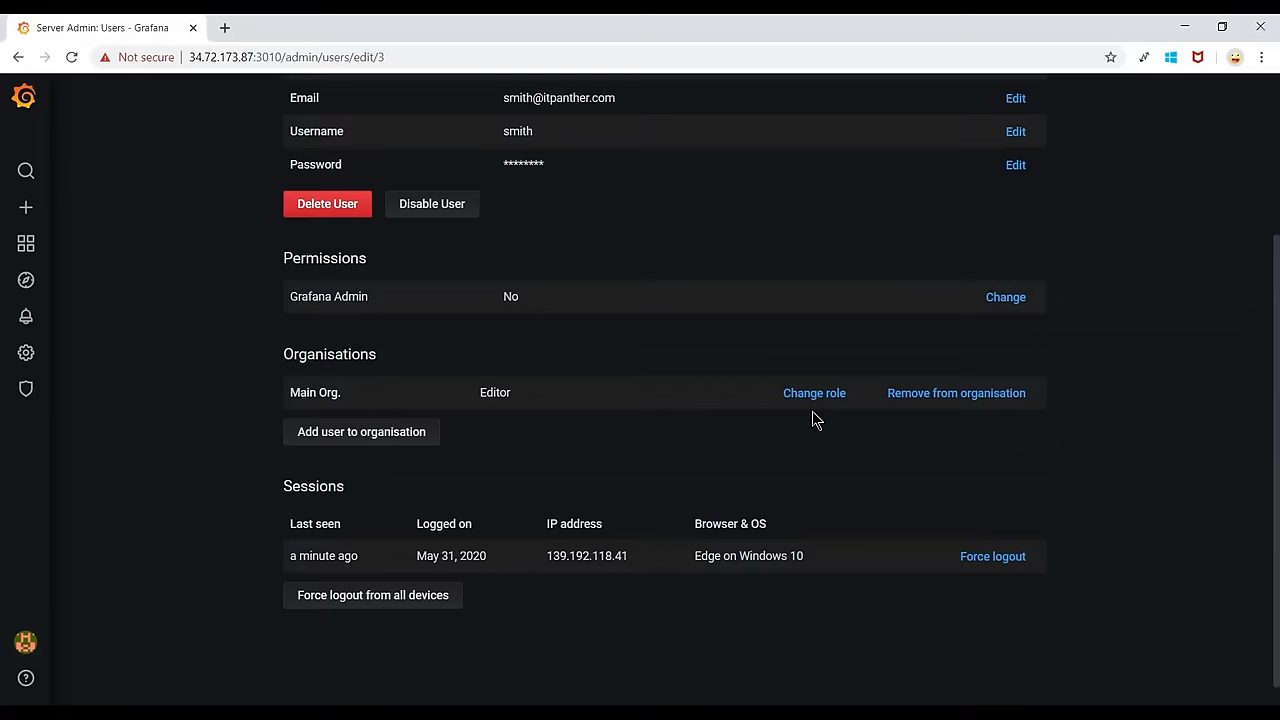 Server Admin: Users - Grafana
Not secure | 34.72.173.87:3010/admin/users/edit/3
Email smith@itpanther.com Edit
Username smith Edit
Password ******** Edit
Delete User Disable User
Permissions
Grafana Admin No Change
Organisations
Main Org. Editor Change role Remove from organisation
Add user to organisation
Sessions
Last seen Logged on IP address Browser & OS
a minute ago May 31, 2020 139.192.118.41 Edge on Windows 10 Force logout
Force logout from all devices